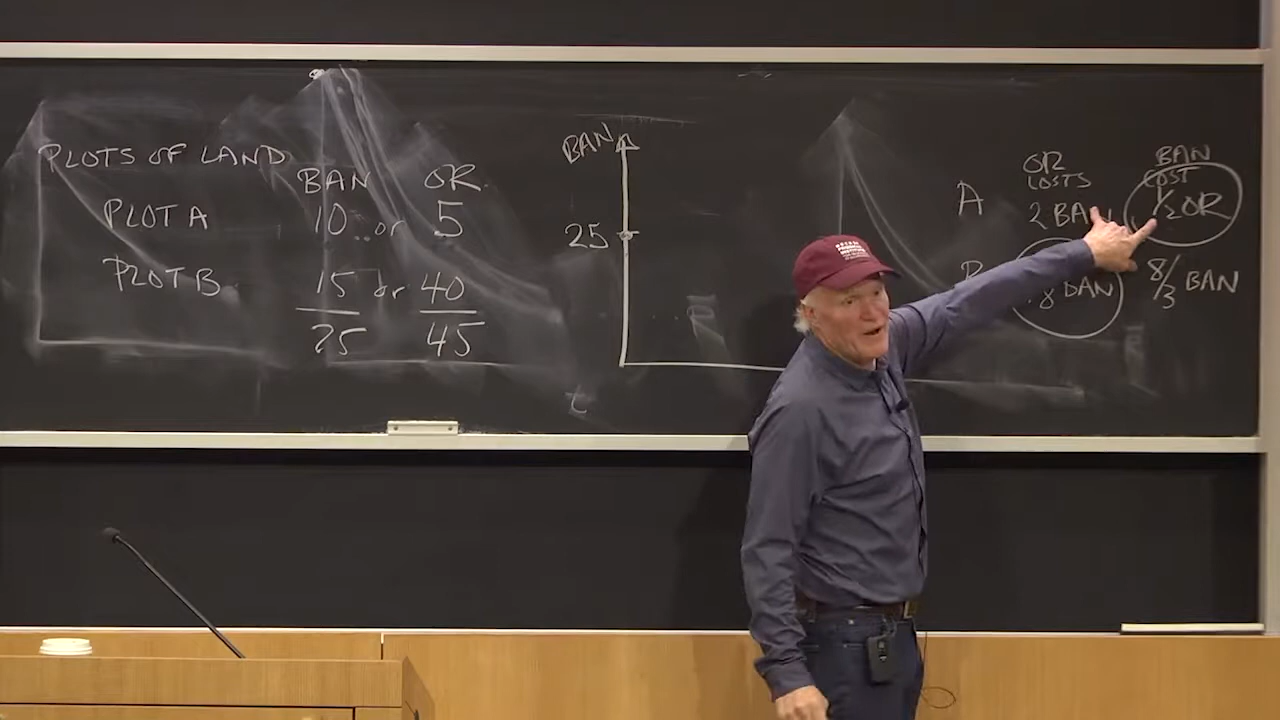 PLOTS OF LAND
BAN OR.
PLOT A 10 or 5
PLOT B 15 or 40
25 45
t
BAN
25
OR COSTS
BAN COST
A 2 BAN 1/2 OR
8 BAN 8/3 BAN